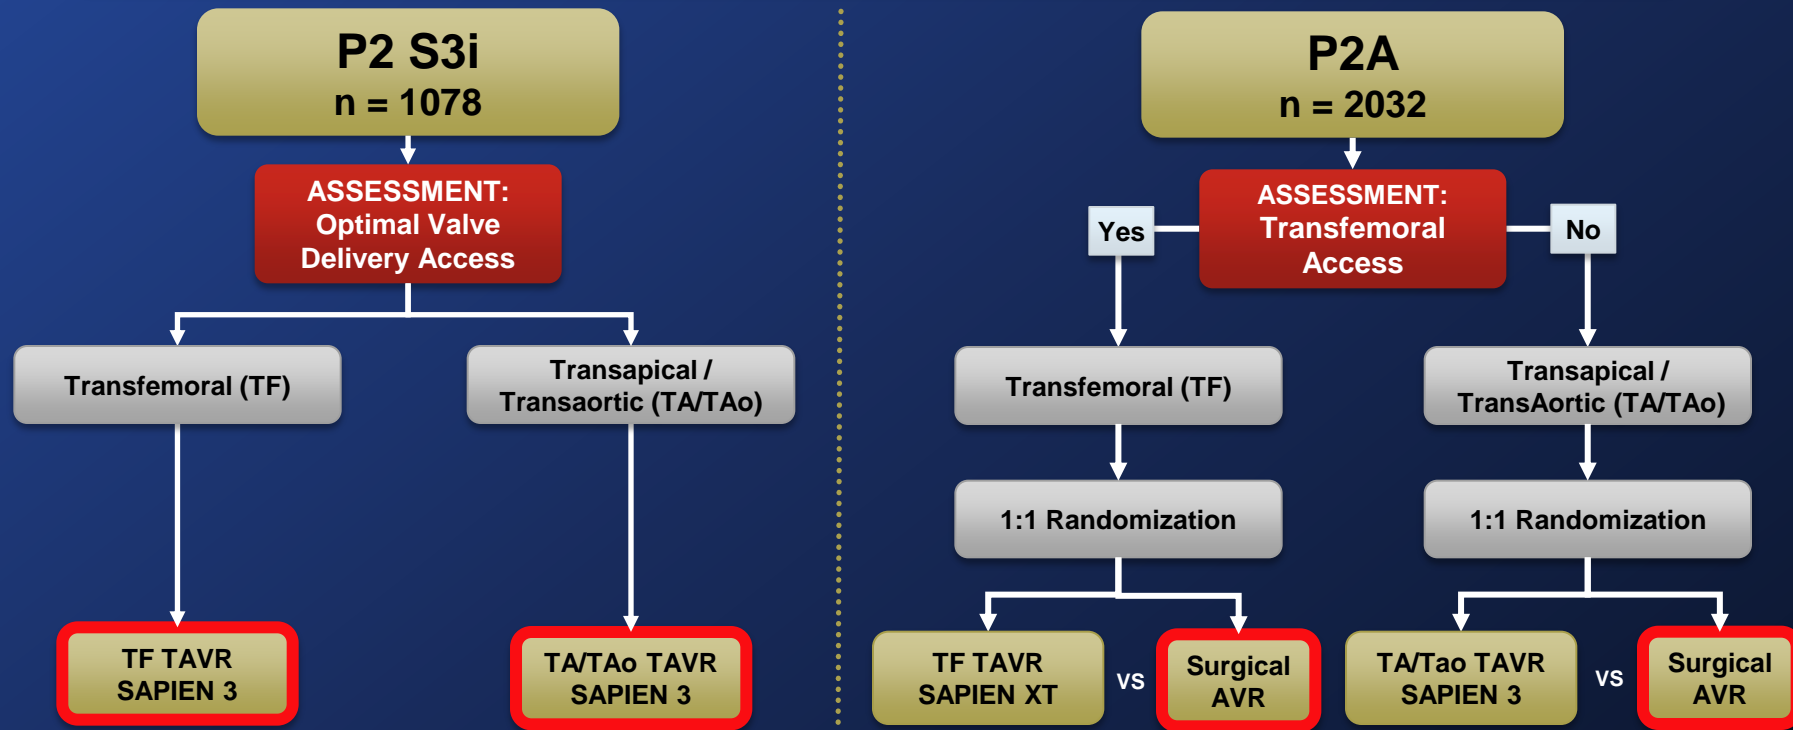 P2 S3i
n = 1078
ASSESSMENT:
Optimal Valve
Delivery Access
Transfemoral (TF)
Transapical /
Transaortic (TA/TAo)
TF TAVR
SAPIEN 3
TA/TAo TAVR
SAPIEN 3
P2A
n = 2032
ASSESSMENT:
Transfemoral
Access
Yes
No
Transfemoral (TF)
Transapical /
TransAortic (TA/TAo)
1:1 Randomization
1:1 Randomization
TF TAVR
SAPIEN XT
VS
Surgical
AVR
TA/Tao TAVR
SAPIEN 3
VS
Surgical
AVR